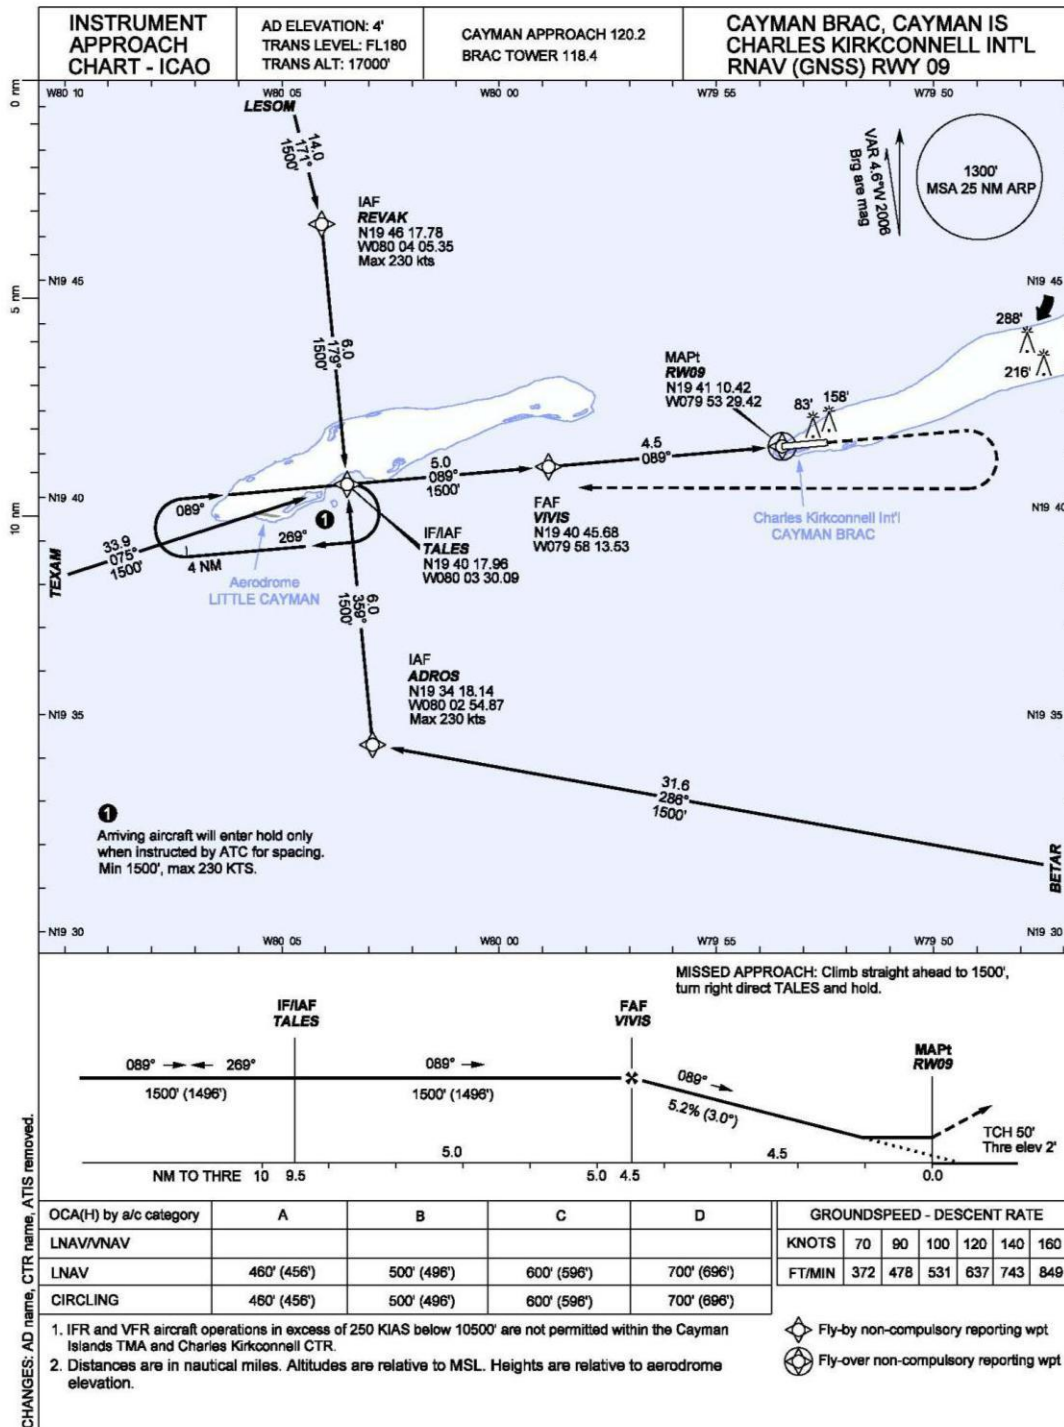 INSTRUMENT
APPROACH
CHART - ICAO
AD ELEVATION: 4'
TRANS LEVEL: FL180
TRANS ALT: 17000'
CAYMAN APPROACH 120.2
BRAC TOWER 118.4
CAYMAN BRAC, CAYMAN IS
CHARLES KIRKCONNELL INT'L
RNAV (GNSS) RWY 09
0 nm
W80 10
W80 05
W80 00
W79 55
W79 50
LESOM
14.0
171°
1500'
IAF
REVAK
N19 46 17.78
W080 04 05.35
Max 230 kts
VAR 4.6°W 2006
Brg are mag
1300'
MSA 25 NM ARP
N19 45
N19 45
5 nm
6.0
179°
1500'
288'
216'
MAPt
RW09
N19 41 10.42
W079 53 29.42
83'
158'
5.0
089°
1500'
4.5
089°
N19 40
N19 40
10 nm
089°
1
269°
4 NM
33.9
075°
1500'
TEXAM
IF/IAF
TALES
N19 40 17.96
W080 03 30.09
FAF
VIVIS
N19 40 45.68
W079 58 13.53
Charles Kirkconnell Int'l
CAYMAN BRAC
Aerodrome
LITTLE CAYMAN
6.0
359°
1500'
IAF
ADROS
N19 34 18.14
W080 02 54.87
Max 230 kts
N19 35
N19 35
31.6
286°
1500'
BETAR
1
Arriving aircraft will enter hold only
when instructed by ATC for spacing.
Min 1500', max 230 KTS.
N19 30
N19 30
W80 05
W80 00
W79 55
W79 50
MISSED APPROACH: Climb straight ahead to 1500',
turn right direct TALES and hold.
IF/IAF
TALES
FAF
VIVIS
MAPt
RW09
089°
269°
089°
089°
1500' (1496')
1500' (1496')
5.2% (3.0°)
TCH 50'
Thre elev 2'
5.0
4.5
NM TO THRE 10 9.5 5.0 4.5 0.0
OCA(H) by a/c category A B C D
LNAV/VNAV
LNAV 460' (456') 500' (496') 600' (596') 700' (696')
CIRCLING 460' (456') 500' (496') 600' (596') 700' (696')
GROUNDSPEED - DESCENT RATE
KNOTS 70 90 100 120 140 160
FT/MIN 372 478 531 637 743 849
1. IFR and VFR aircraft operations in excess of 250 KIAS below 10500' are not permitted within the Cayman
Islands TMA and Charles Kirkconnell CTR.
2. Distances are in nautical miles. Altitudes are relative to MSL. Heights are relative to aerodrome
elevation.
Fly-by non-compulsory reporting wpt
Fly-over non-compulsory reporting wpt
CHANGES: AD name, CTR name, ATIS removed.